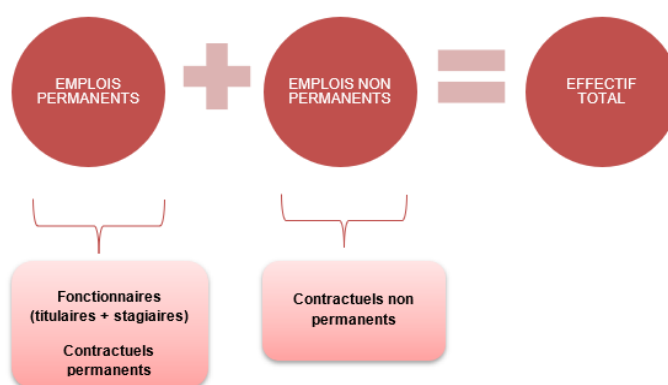 EMPLOIS
PERMANENTS
EMPLOIS NON
PERMANENTS
EFFECTIF
TOTAL
Fonctionnaires
(titulaires + stagiaires)
Contractuels
permanents
Contractuels non
permanents